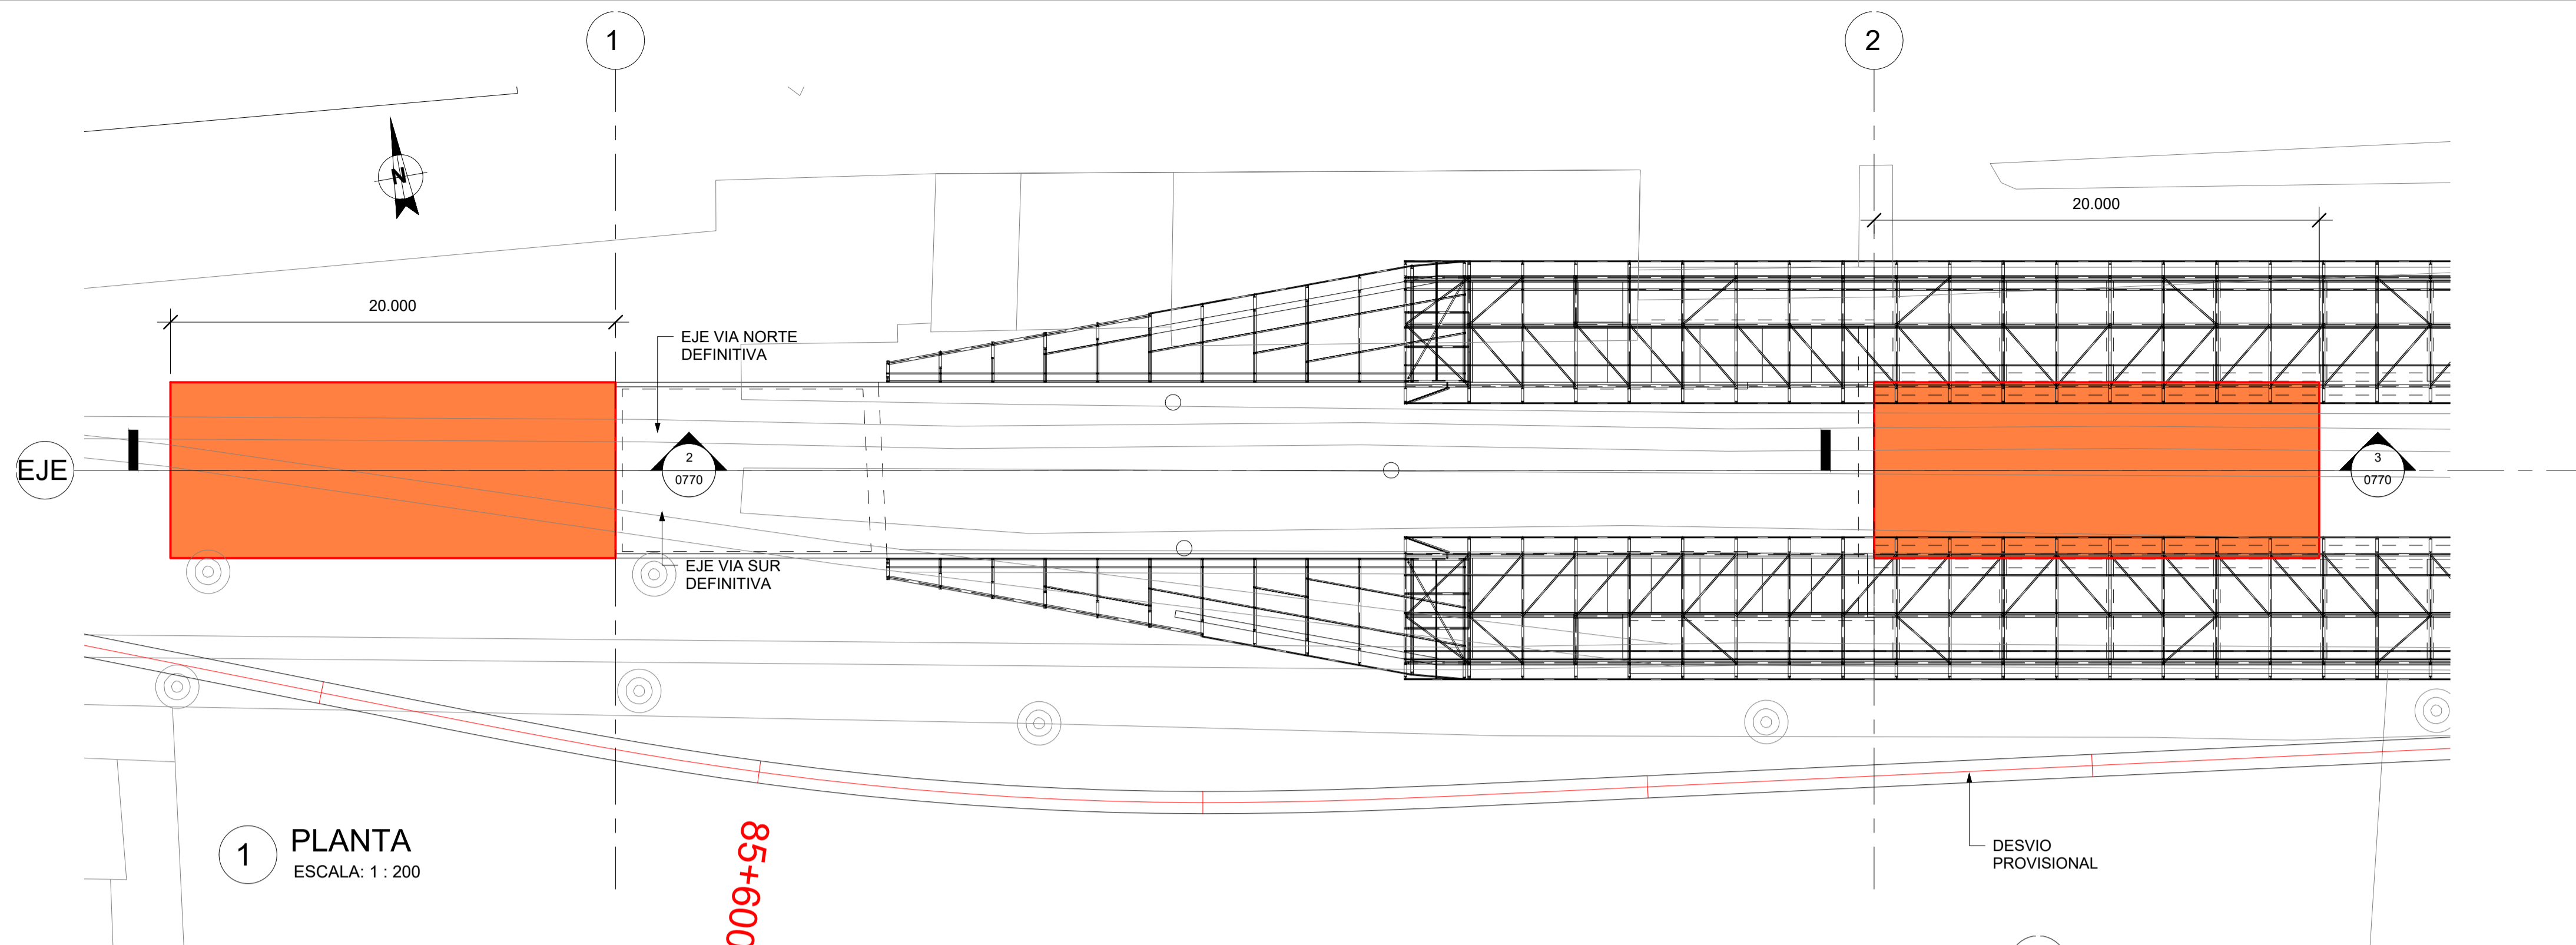 1
2
N
20.000
20.000
EJE VIA NORTE
DEFINITIVA
EJE
2
0770
3
0770
EJE VIA SUR
DEFINITIVA
1
PLANTA
ESCALA: 1 : 200
85+600
DESVIO
PROVISIONAL